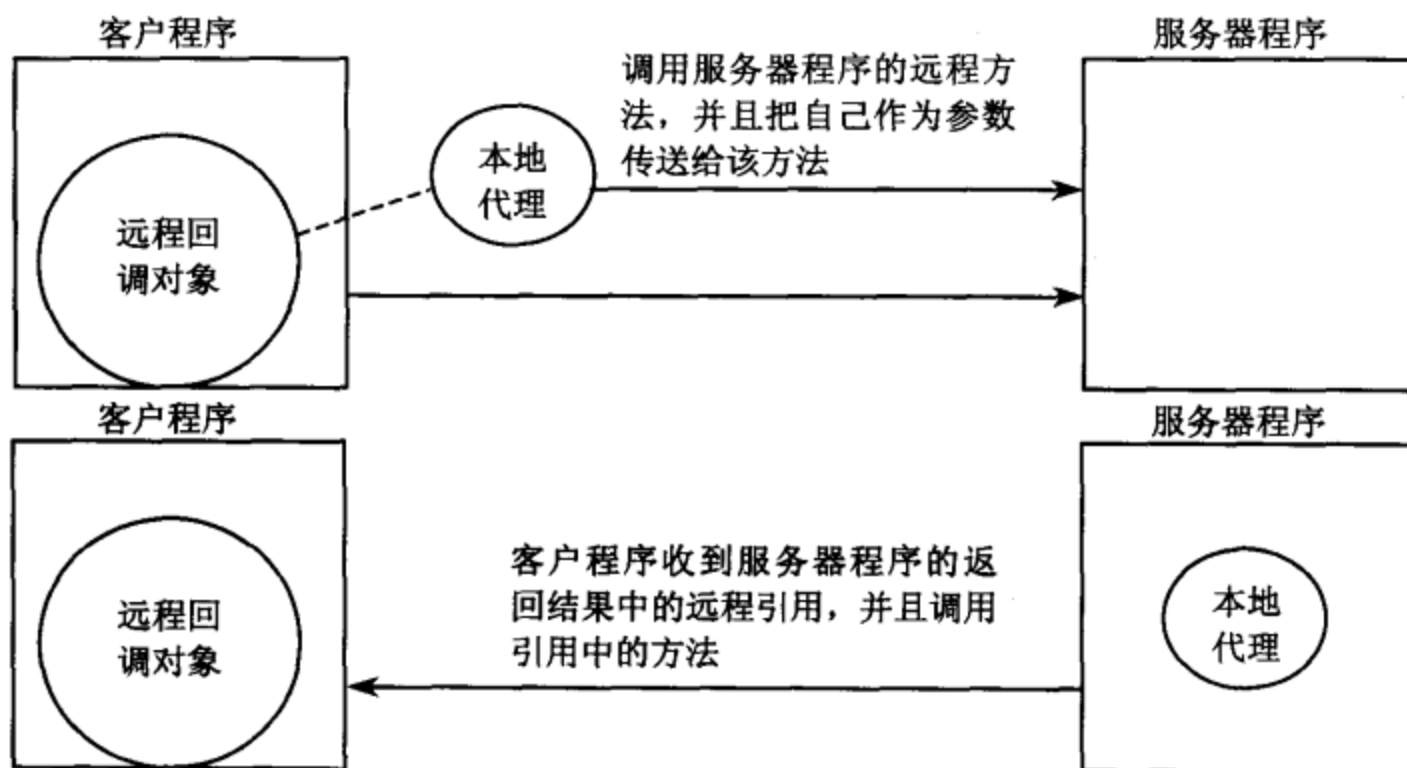 客户程序
服务器程序
调用服务器程序的远程方
法，并且把自己作为参数
传送给该方法
本地
代理
远程回
调对象
客户程序
服务器程序
客户程序收到服务器程序的返
回结果中的远程引用，并且调用
引用中的方法
远程回
调对象
本地
代理